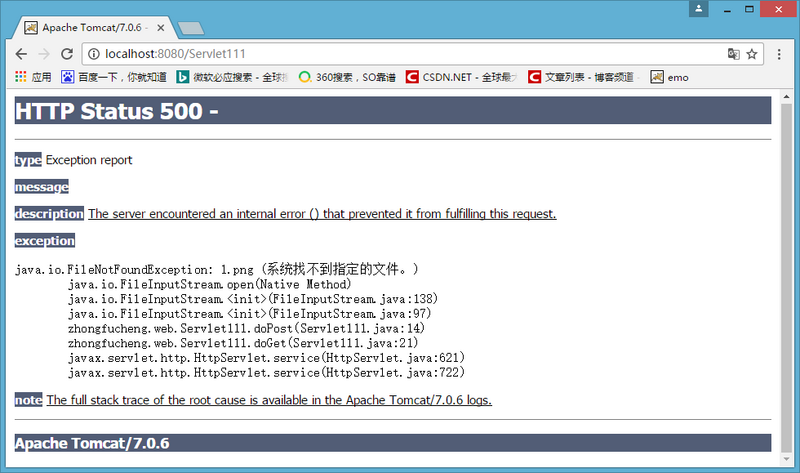 Apache Tomcat/7.0.6 -
localhost:8080/Servlet111
应用 百度一下，你就知道 微软必应搜索 - 全球搜 360搜索，SO靠谱 CSDN.NET - 全球最大 文章列表 - 博客频道 - emo
HTTP Status 500 -
type Exception report
message
description The server encountered an internal error () that prevented it from fulfilling this request.
exception
java.io.FileNotFoundException: 1.png (系统找不到指定的文件。)
java.io.FileInputStream.open(Native Method)
java.io.FileInputStream.<init>(FileInputStream.java:138)
java.io.FileInputStream.<init>(FileInputStream.java:97)
zhongfucheng.web.Servlet111.doPost(Servlet111.java:14)
zhongfucheng.web.Servlet111.doGet(Servlet111.java:21)
javax.servlet.http.HttpServlet.service(HttpServlet.java:621)
javax.servlet.http.HttpServlet.service(HttpServlet.java:722)
note The full stack trace of the root cause is available in the Apache Tomcat/7.0.6 logs.
Apache Tomcat/7.0.6